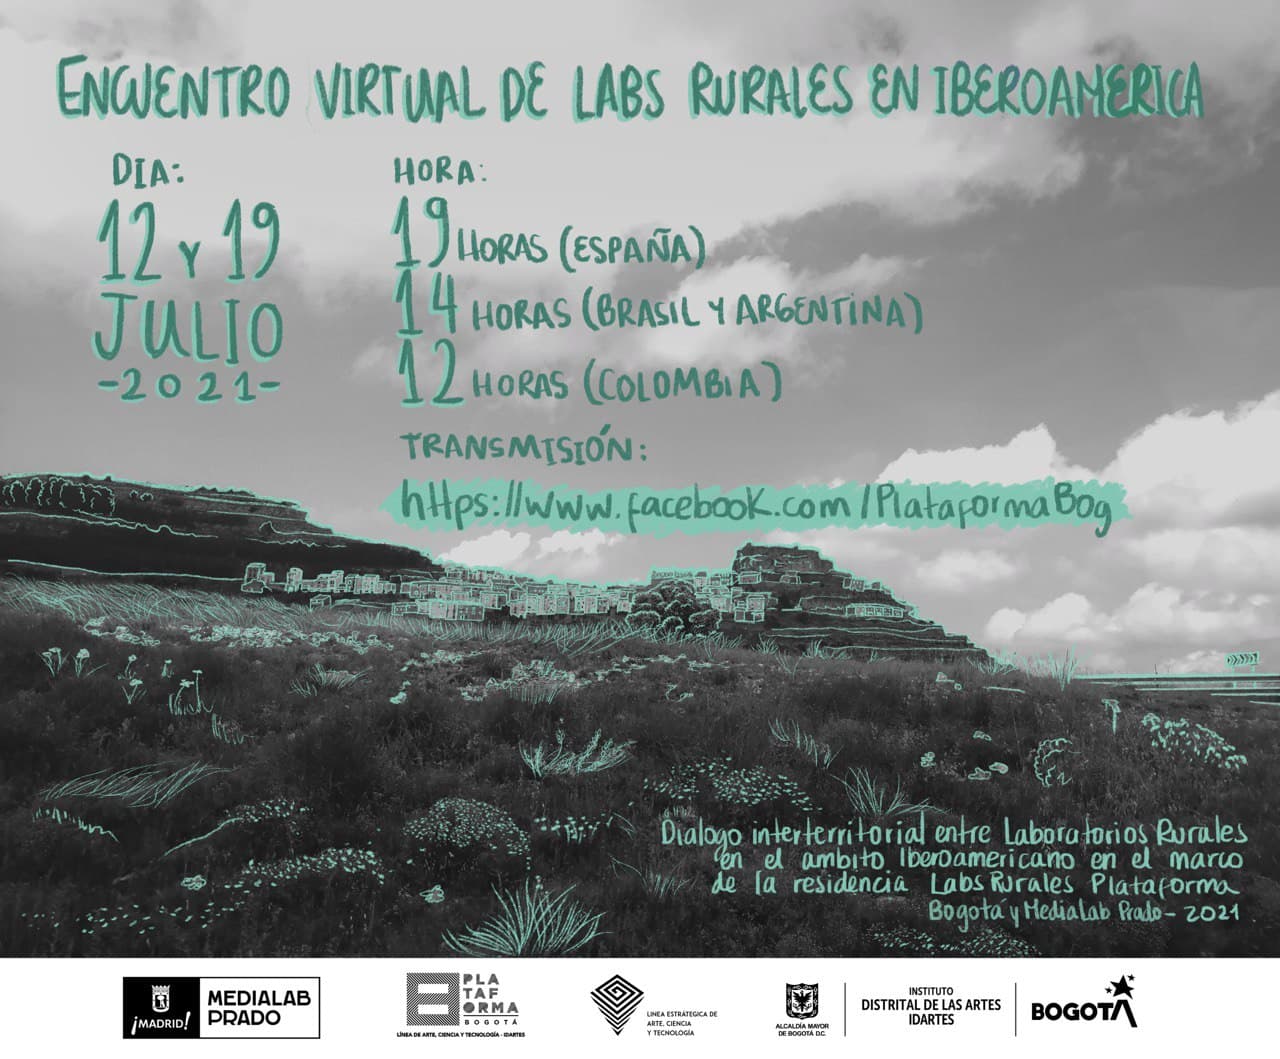 ENCUENTRO VIRTUAL DE LABS RURALES EN IBEROAMERICA
DIA:
12 Y 19
JULIO
-2021-
HORA:
19 HORAS (ESPAÑA)
14 HORAS (BRASIL Y ARGENTINA)
12 HORAS (COLOMBIA)
TRANSMISIÓN:
https://www.facebook.com/PlataformaBog
Dialogo interterritorial entre Laboratorios Rurales
en el ambito Iberoamericano en el marco
de la residencia Labs Rurales Plataforma
Bogotá y MediaLab Prado - 2021
¡MADRID!
MEDIALAB
PRADO
PLA
TAF
ORMA
BOGOTÁ
LÍNEA DE ARTE, CIENCIA Y TECNOLOGÍA - IDARTES
LINEA ESTRATEGICA DE
ARTE, CIENCIA
Y TECNOLOGÍA
ALCALDÍA MAYOR
DE BOGOTÁ D.C.
INSTITUTO
DISTRITAL DE LAS ARTES
IDARTES
BOGOTÁ